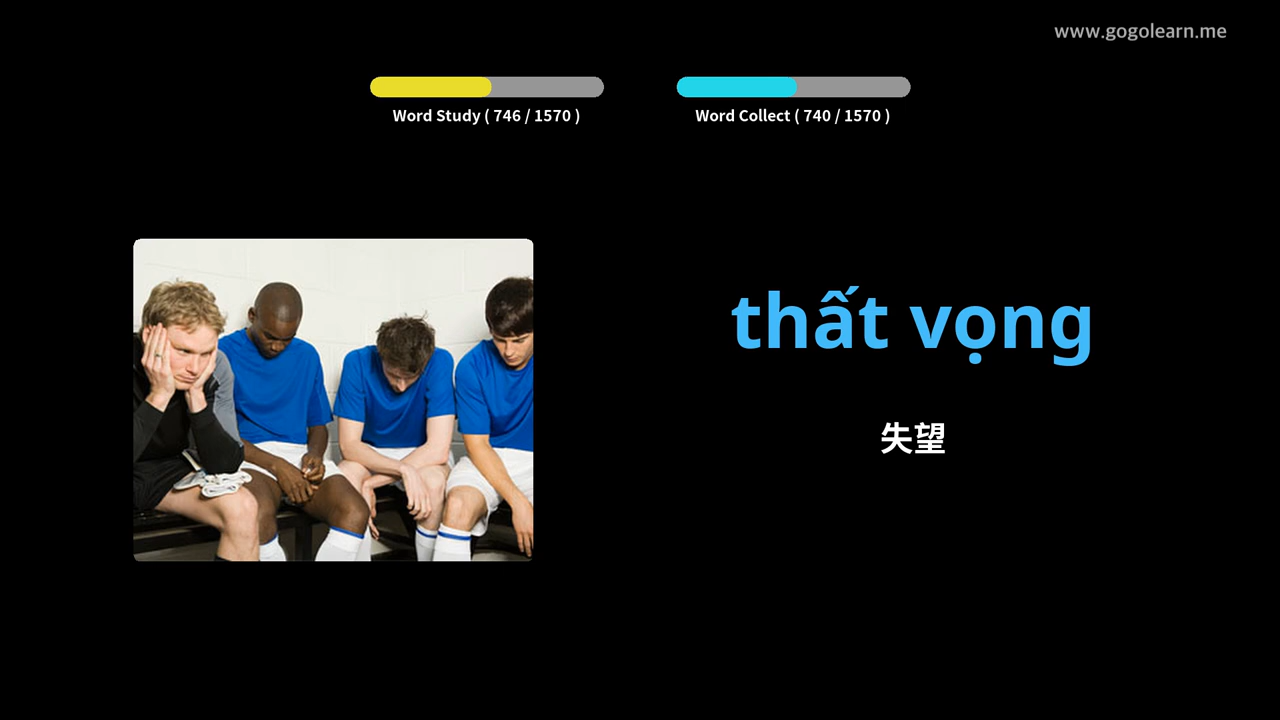 www.gogolearn.me
Word Study ( 746 / 1570 )
Word Collect ( 740 / 1570 )
thất vọng
失望